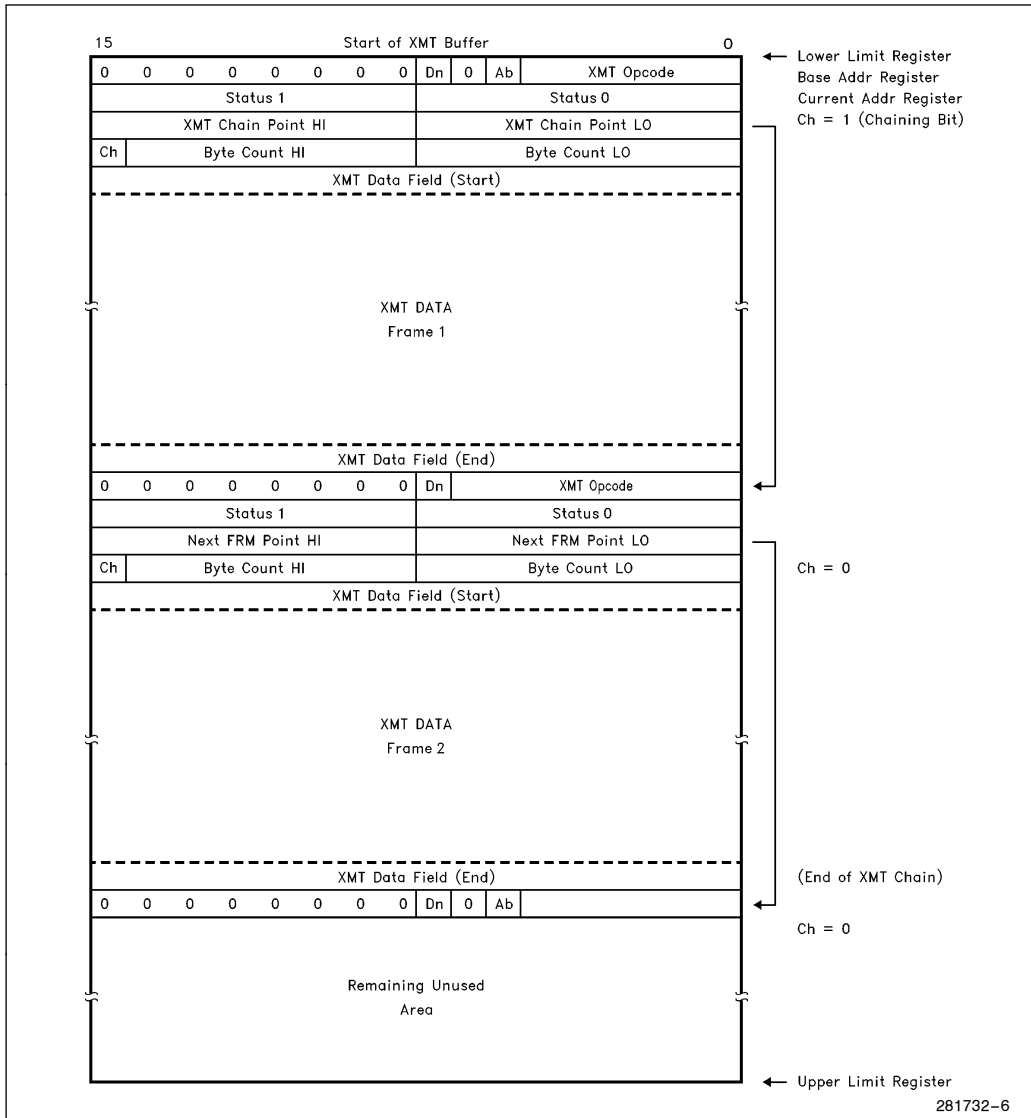 15 Start of XMT Buffer 0
← Lower Limit Register
0 0 0 0 0 0 0 0 Dn 0 Ab XMT Opcode
Base Addr Register
Status 1 Status 0
Current Addr Register
XMT Chain Point HI XMT Chain Point LO
Ch = 1 (Chaining Bit)
Ch Byte Count HI Byte Count LO
XMT Data Field (Start)
XMT DATA
Frame 1
XMT Data Field (End)
0 0 0 0 0 0 0 0 Dn XMT Opcode
Status 1 Status 0
Next FRM Point HI Next FRM Point LO
Ch Byte Count HI Byte Count LO Ch = 0
XMT Data Field (Start)
XMT DATA
Frame 2
XMT Data Field (End) (End of XMT Chain)
0 0 0 0 0 0 0 0 Dn 0 Ab
Ch = 0
Remaining Unused
Area
← Upper Limit Register
281732–6